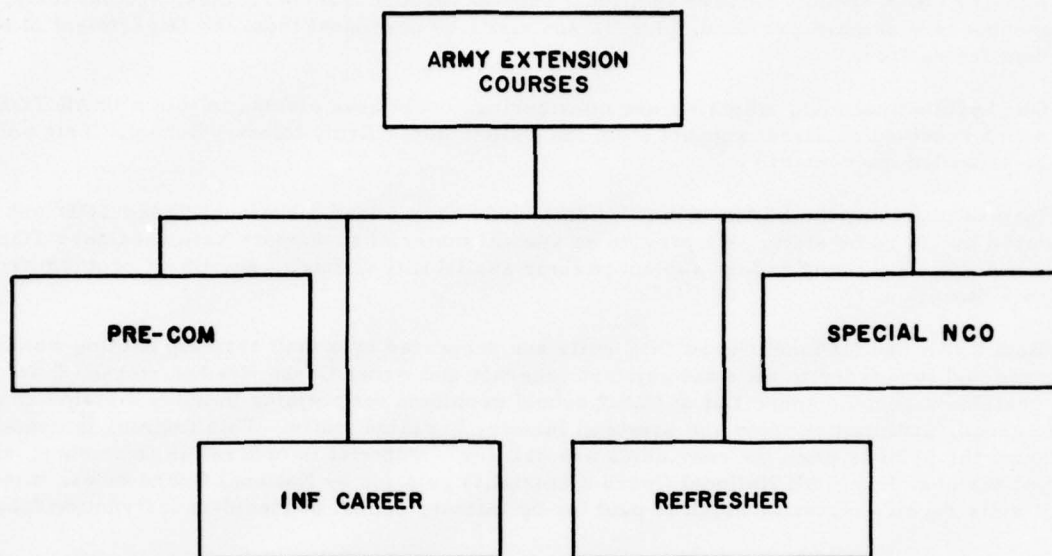 ARMY EXTENSION
COURSES
PRE-COM
SPECIAL NCO
INF CAREER
REFRESHER